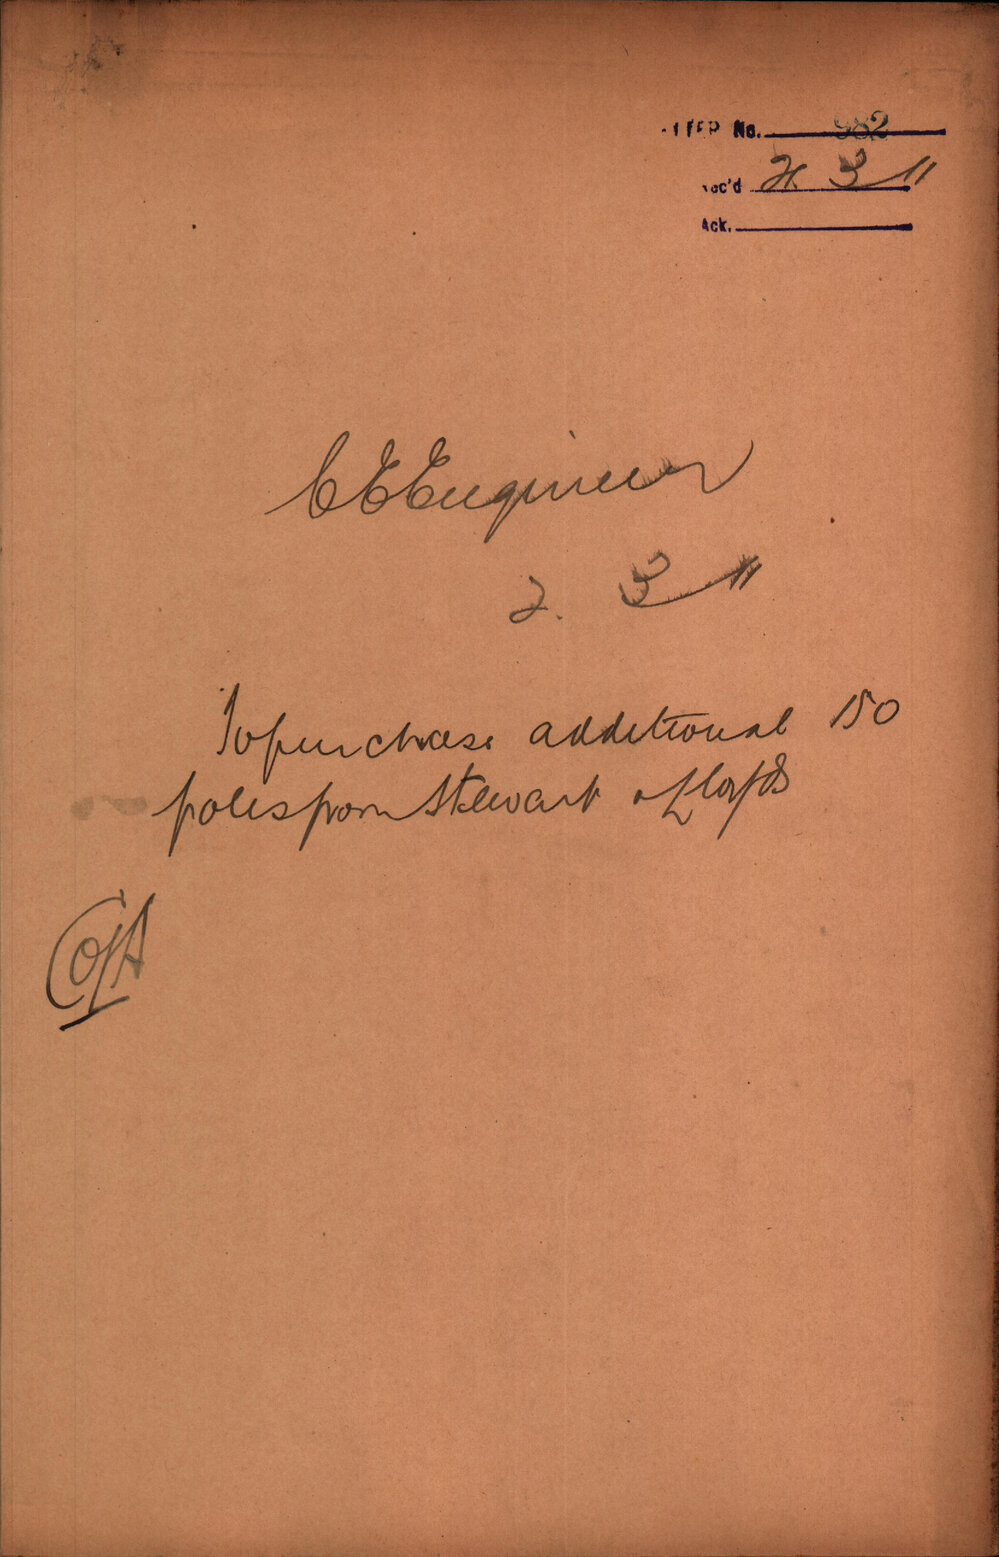 LETTER No. 982
Rec'd 2. 3 11
Ack.
C E Engineer
2. 3 11
To purchase additional 150
poles from Stewart & Lloyds